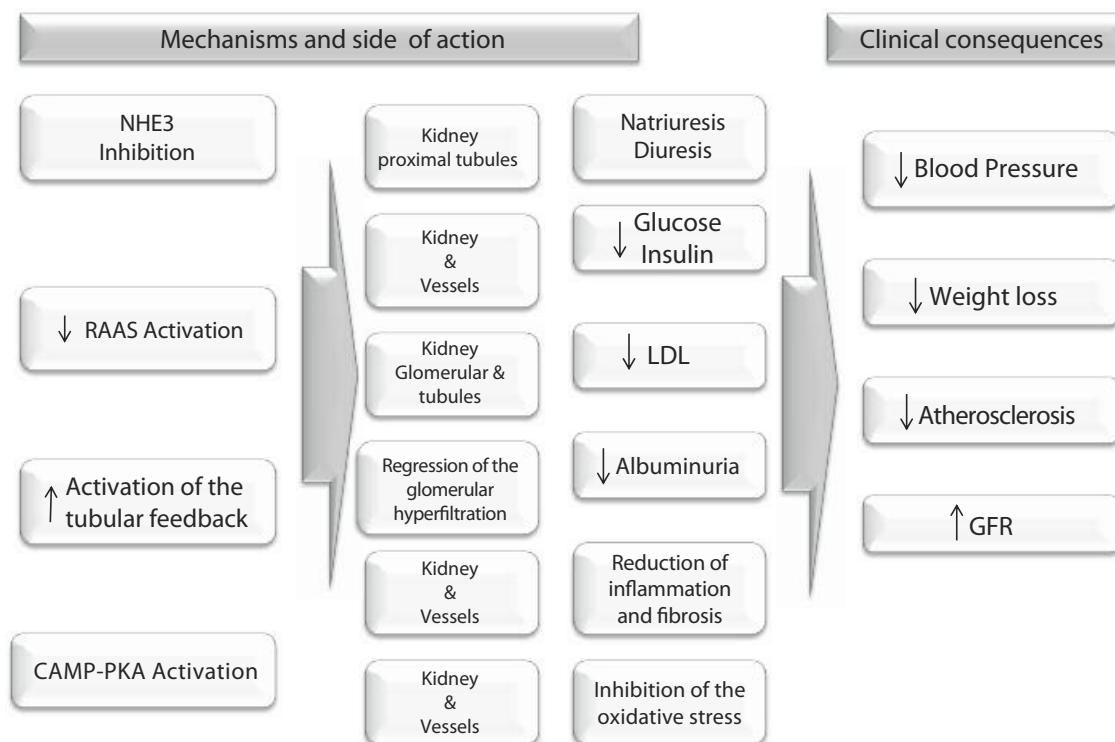 Mechanisms and side of action
Clinical consequences
NHE3
Inhibition
↓ RAAS Activation
↑ Activation of the
tubular feedback
CAMP-PKA Activation
Kidney
proximal tubules
Kidney
&
Vessels
Kidney
Glomerular &
tubules
Regression of the
glomerular
hyperfiltration
Kidney
&
Vessels
Kidney
&
Vessels
Natriuresis
Diuresis
↓ Glucose
Insulin
↓ LDL
↓ Albuminuria
Reduction of
inflammation
and fibrosis
Inhibition of the
oxidative stress
↓ Blood Pressure
↓ Weight loss
↓ Atherosclerosis
↑ GFR